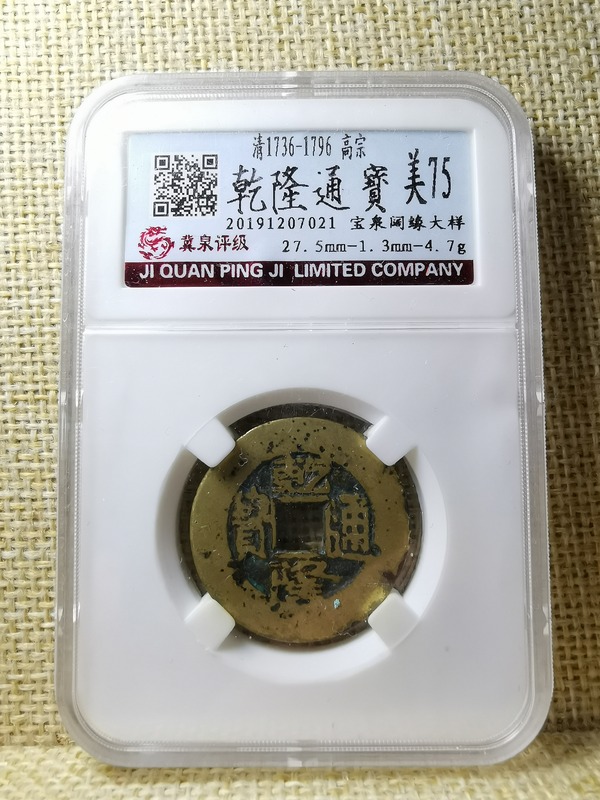 清1736-1796 高宗
乾隆通寶 美75
20191207021 宝泉阔缘大样
冀泉评级 27.5mm-1.3mm-4.7g
JI QUAN PING JI LIMITED COMPANY
乾隆通寶